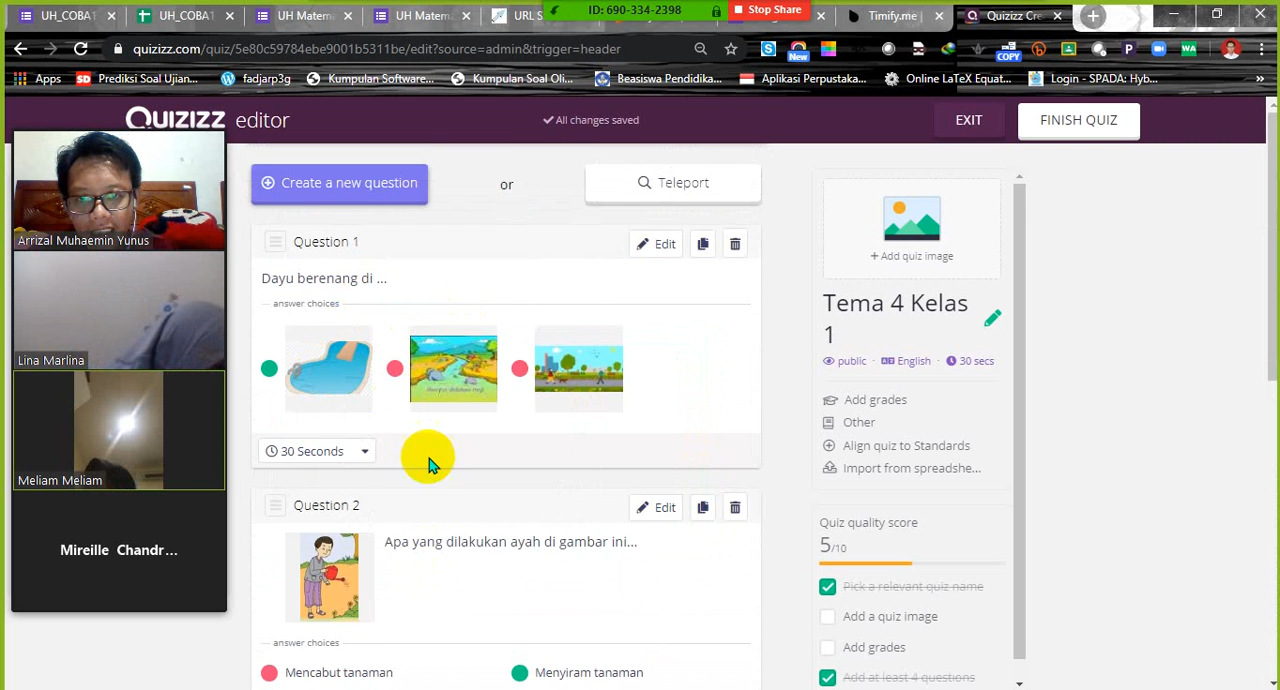 UH_COBA
UH_COBA
UH Matem
UH Matem
URL S
ID: 690-334-2398
Stop Share
Timify.me
Quizizz Cre
quizizz.com/quiz/5e80c59784ebe9001b5311be/edit?source=admin&trigger=header
New
COPY
WA
Apps
Prediksi Soal Ujian...
fadjarp3g
Kumpulan Software...
Kumpulan Soal Oli...
Beasiswa Pendidika...
Aplikasi Perpustaka...
Online LaTeX Equat...
Login - SPADA: Hyb...
Quizizz editor
All changes saved
EXIT
FINISH QUIZ
Create a new question
or
Teleport
Question 1
Edit
Dayu berenang di ...
answer choices
30 Seconds
Question 2
Edit
Apa yang dilakukan ayah di gambar ini...
answer choices
Mencabut tanaman
Menyiram tanaman
+ Add quiz image
Tema 4 Kelas
1
public · English · 30 secs
Add grades
Other
Align quiz to Standards
Import from spreadshe...
Quiz quality score
5/10
Pick a relevant quiz name
Add a quiz image
Add grades
Add at least 4 questions
Arrizal Muhaemin Yunus
Lina Marlina
Meliam Meliam
Mireille Chandr...